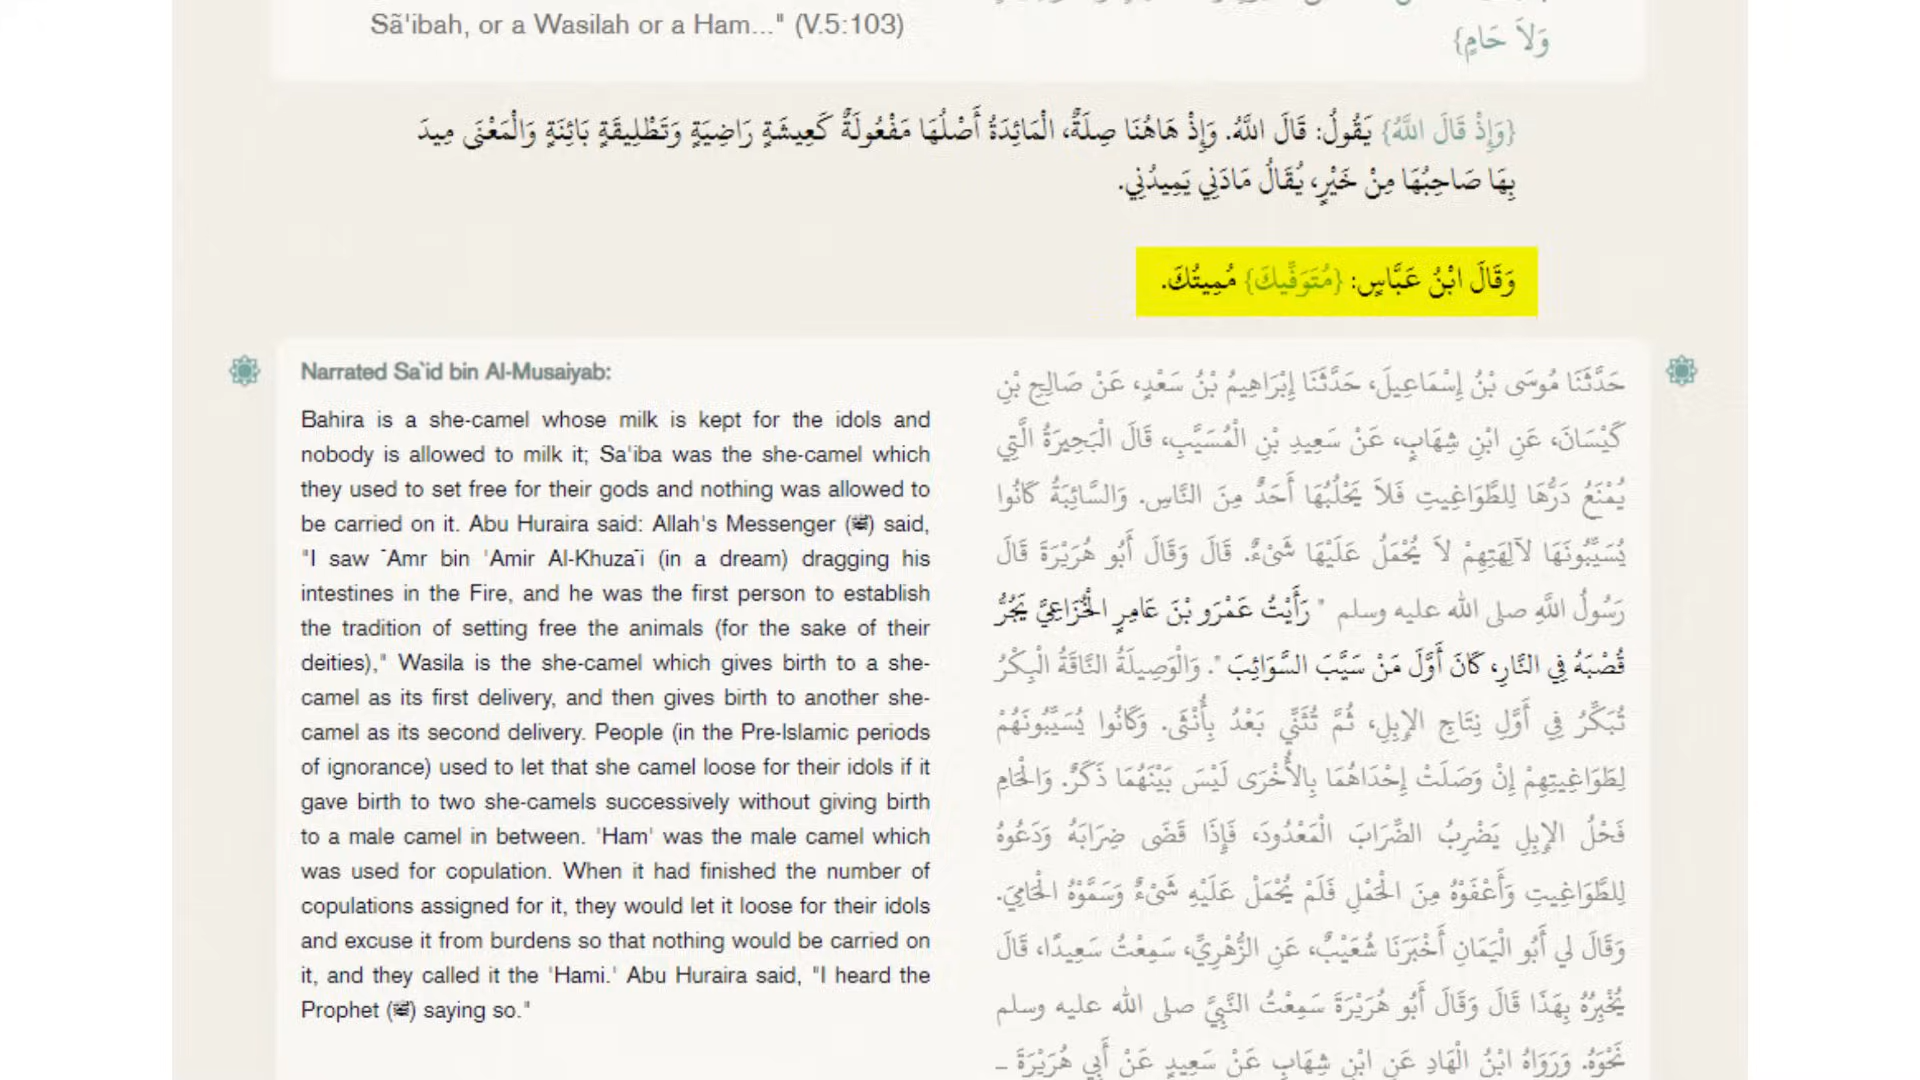 Sã'ibah, or a Wasilah or a Ham..." (V.5:103)
وَلاَ حَامٍ}
{وَإِذْ قَالَ اللَّهُ} يَقُولُ: قَالَ اللَّهُ. وَإِذْ هَاهُنَا صِلَةٌ، الْمَائِدَةُ أَصْلُهَا مَفْعُولَةٌ كَعِيشَةٍ رَاضِيَةٍ وَتَطْلِيقَةٍ بَائِنَةٍ وَالْمَعْنَى مِيدَ
بِهَا صَاحِبُهَا مِنْ خَيْرٍ، يُقَالُ مَادَنِي يَمِيدُنِي.
وَقَالَ ابْنُ عَبَّاسٍ: {مُتَوَفِّيكَ} مُمِيتُكَ.
Narrated Sa`id bin Al-Musaiyab:
Bahira is a she-camel whose milk is kept for the idols and
nobody is allowed to milk it; Sa'iba was the she-camel which
they used to set free for their gods and nothing was allowed to
be carried on it. Abu Huraira said: Allah's Messenger (ﷺ) said,
"I saw `Amr bin 'Amir Al-Khuza`i (in a dream) dragging his
intestines in the Fire, and he was the first person to establish
the tradition of setting free the animals (for the sake of their
deities)," Wasila is the she-camel which gives birth to a she-
camel as its first delivery, and then gives birth to another she-
camel as its second delivery. People (in the Pre-Islamic periods
of ignorance) used to let that she camel loose for their idols if it
gave birth to two she-camels successively without giving birth
to a male camel in between. 'Ham' was the male camel which
was used for copulation. When it had finished the number of
copulations assigned for it, they would let it loose for their idols
and excuse it from burdens so that nothing would be carried on
it, and they called it the 'Hami.' Abu Huraira said, "I heard the
Prophet (ﷺ) saying so."
حَدَّثَنَا مُوسَى بْنُ إِسْمَاعِيلَ، حَدَّثَنَا إِبْرَاهِيمُ بْنُ سَعْدٍ، عَنْ صَالِحِ بْنِ
كَيْسَانَ، عَنِ ابْنِ شِهَابٍ، عَنْ سَعِيدِ بْنِ الْمُسَيَّبِ، قَالَ الْبَحِيرَةُ الَّتِي
يُمْنَعُ دَرُّهَا لِلطَّوَاغِيتِ فَلاَ يَحْلُبُهَا أَحَدٌ مِنَ النَّاسِ. وَالسَّائِبَةُ كَانُوا
يُسَيِّبُونَهَا لآلِهَتِهِمْ لاَ يُحْمَلُ عَلَيْهَا شَىْءٌ. قَالَ وَقَالَ أَبُو هُرَيْرَةَ قَالَ
رَسُولُ اللَّهِ صلى الله عليه وسلم " رَأَيْتُ عَمْرَو بْنَ عَامِرٍ الْخُزَاعِيَّ يَجُرُّ
قُصْبَهُ فِي النَّارِ، كَانَ أَوَّلَ مَنْ سَيَّبَ السَّوَائِبَ ". وَالْوَصِيلَةُ النَّاقَةُ الْبِكْرُ
تُبَكِّرُ فِي أَوَّلِ نِتَاجِ الإِبِلِ، ثُمَّ تُثَنِّي بَعْدُ بِأُنْثَى. وَكَانُوا يُسَيِّبُونَهُمْ
لِطَوَاغِيتِهِمْ إِنْ وَصَلَتْ إِحْدَاهُمَا بِالأُخْرَى لَيْسَ بَيْنَهُمَا ذَكَرٌ. وَالْحَامِ
فَحْلُ الإِبِلِ يَضْرِبُ الضِّرَابَ الْمَعْدُودَ، فَإِذَا قَضَى ضِرَابَهُ وَدَعُوهُ
لِلطَّوَاغِيتِ وَأَعْفَوْهُ مِنَ الْحَمْلِ فَلَمْ يُحْمَلْ عَلَيْهِ شَىْءٌ وَسَمَّوْهُ الْحَامِيَ.
وَقَالَ لِي أَبُو الْيَمَانِ أَخْبَرَنَا شُعَيْبٌ، عَنِ الزُّهْرِيِّ، سَمِعْتُ سَعِيدًا، قَالَ
يُخْبِرُهُ بِهَذَا قَالَ وَقَالَ أَبُو هُرَيْرَةَ سَمِعْتُ النَّبِيَّ صلى الله عليه وسلم
نَحْوَهُ. وَرَوَاهُ ابْنُ الْهَادِ عَنِ ابْنِ شِهَابٍ عَنْ سَعِيدٍ عَنْ أَبِي هُرَيْرَةَ ـ